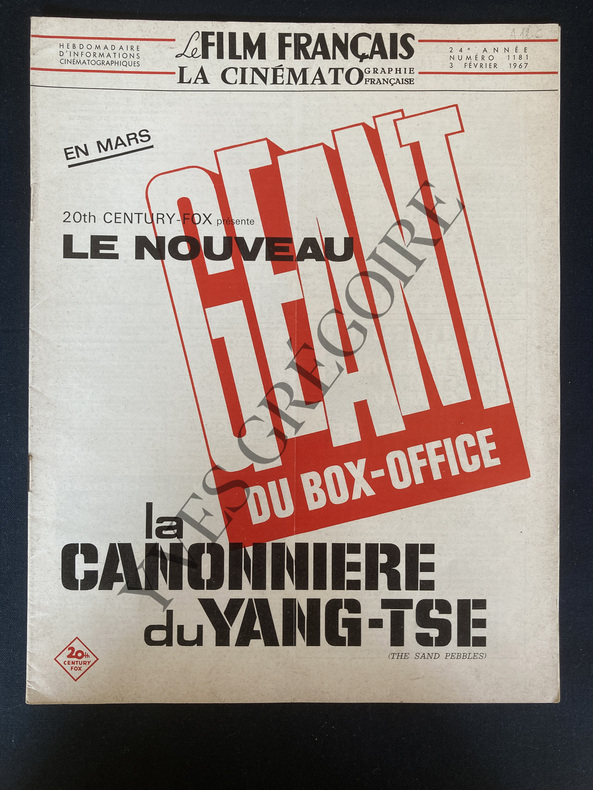 HEBDOMADAIRE
D'INFORMATIONS
CINÉMATOGRAPHIQUES
Le FILM FRANÇAIS
LA CINÉMATOGRAPHIE FRANÇAISE
24e ANNÉE
NUMÉRO 1181
3 FÉVRIER 1967
EN MARS
20th CENTURY-FOX présente
LE NOUVEAU
GEANT
DU BOX-OFFICE
la
CANONNIERE
du YANG-TSE
(THE SAND PEBBLES)
20th
CENTURY
FOX
YVES GRÉGOIRE